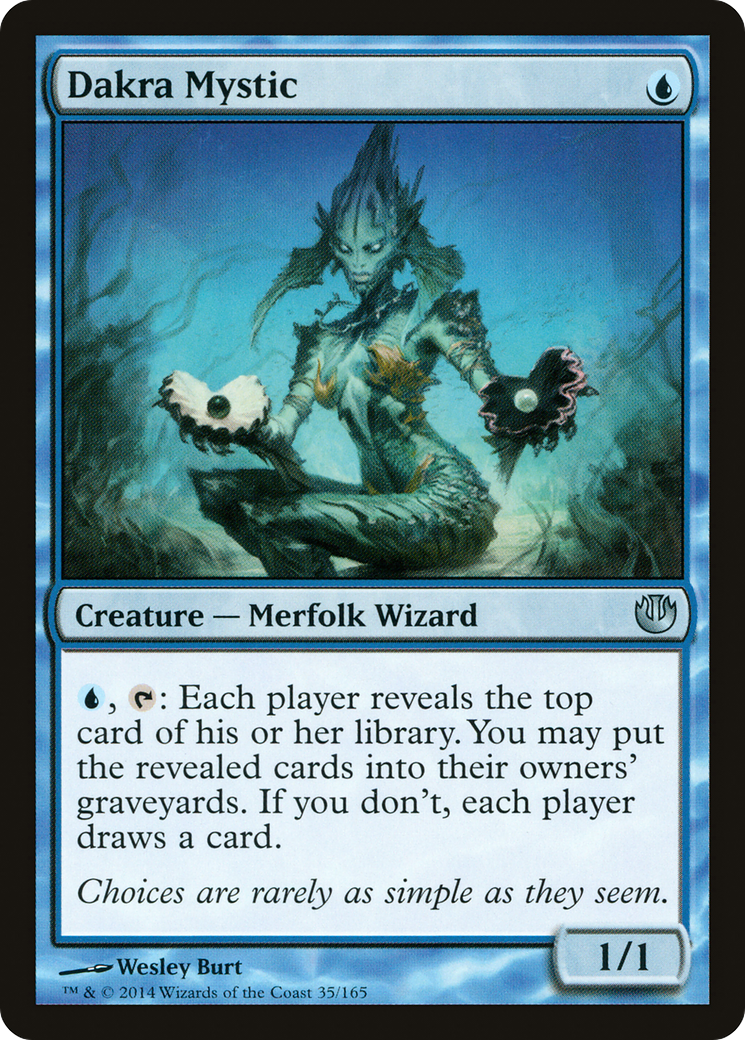 Dakra Mystic
Creature — Merfolk Wizard
, : Each player reveals the top
card of his or her library. You may put
the revealed cards into their owners’
graveyards. If you don’t, each player
draws a card.
Choices are rarely as simple as they seem.
1/1
Wesley Burt
™ & © 2014 Wizards of the Coast 35/165